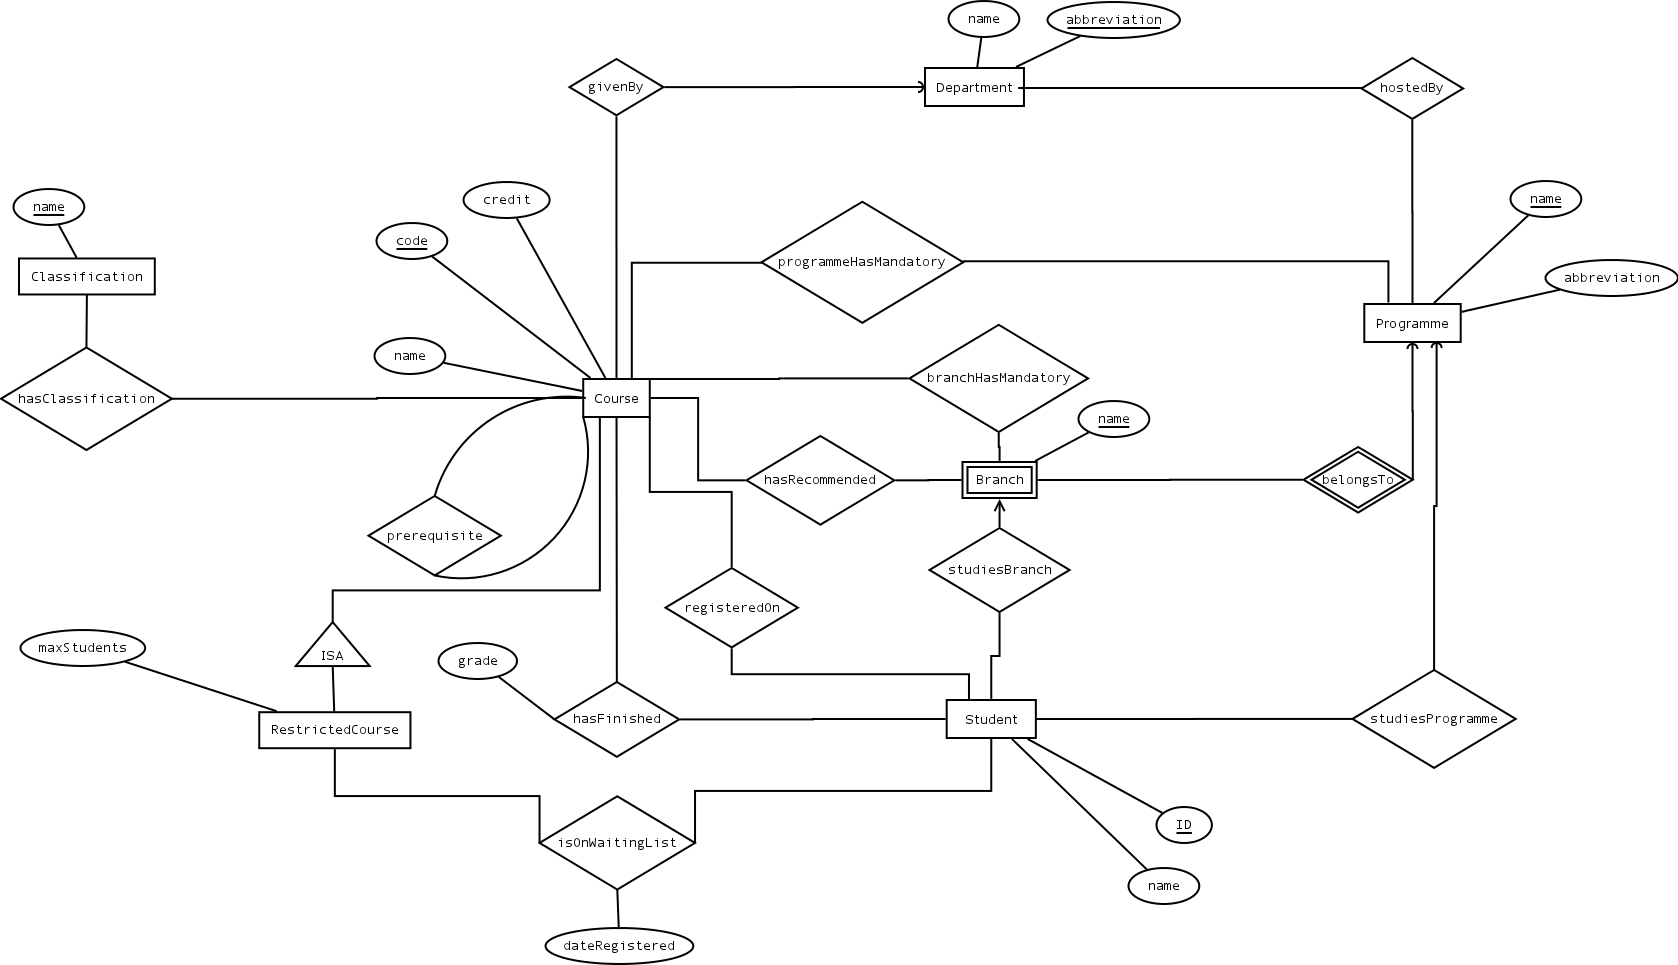 name
abbreviation
givenBy
Department
hostedBy
name
credit
name
code
programmeHasMandatory
Classification
abbreviation
Programme
name
branchHasMandatory
hasClassification
Course
name
hasRecommended
Branch
belongsTo
prerequisite
studiesBranch
registeredOn
maxStudents
ISA
grade
RestrictedCourse
hasFinished
Student
studiesProgramme
ID
isOnWaitingList
name
dateRegistered